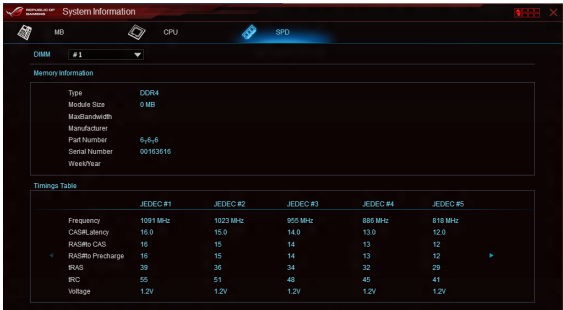 REPUBLIC OF GAMERS System Information
MB CPU SPD
DIMM #1
Memory Information
Type DDR4
Module Size 0 MB
MaxBandwidth
Manufacturer
Part Number 6┬6┬6
Serial Number 00163616
Week/Year
Timings Table
JEDEC #1 JEDEC #2 JEDEC #3 JEDEC #4 JEDEC #5
Frequency 1091 MHz 1023 MHz 955 MHz 886 MHz 818 MHz
CAS#Latency 16.0 15.0 14.0 13.0 12.0
RAS#to CAS 16 15 14 13 12
RAS#to Precharge 16 15 14 13 12
tRAS 39 36 34 32 29
tRC 55 51 48 45 41
Voltage 1.2V 1.2V 1.2V 1.2V 1.2V